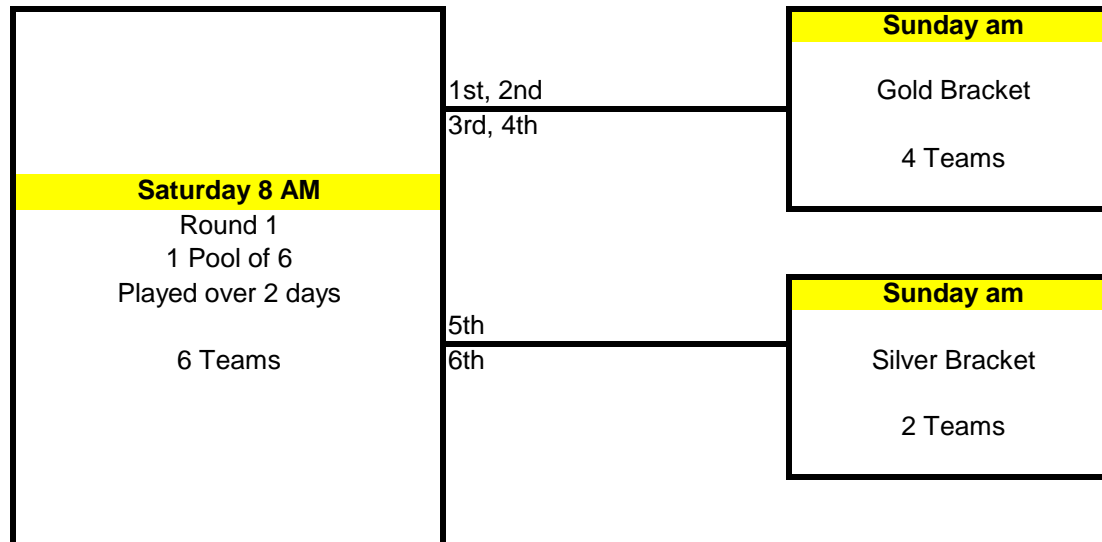 Saturday 8 AM
Round 1
1 Pool of 6
Played over 2 days
6 Teams
1st, 2nd
3rd, 4th
5th
6th
Sunday am
Gold Bracket
4 Teams
Sunday am
Silver Bracket
2 Teams